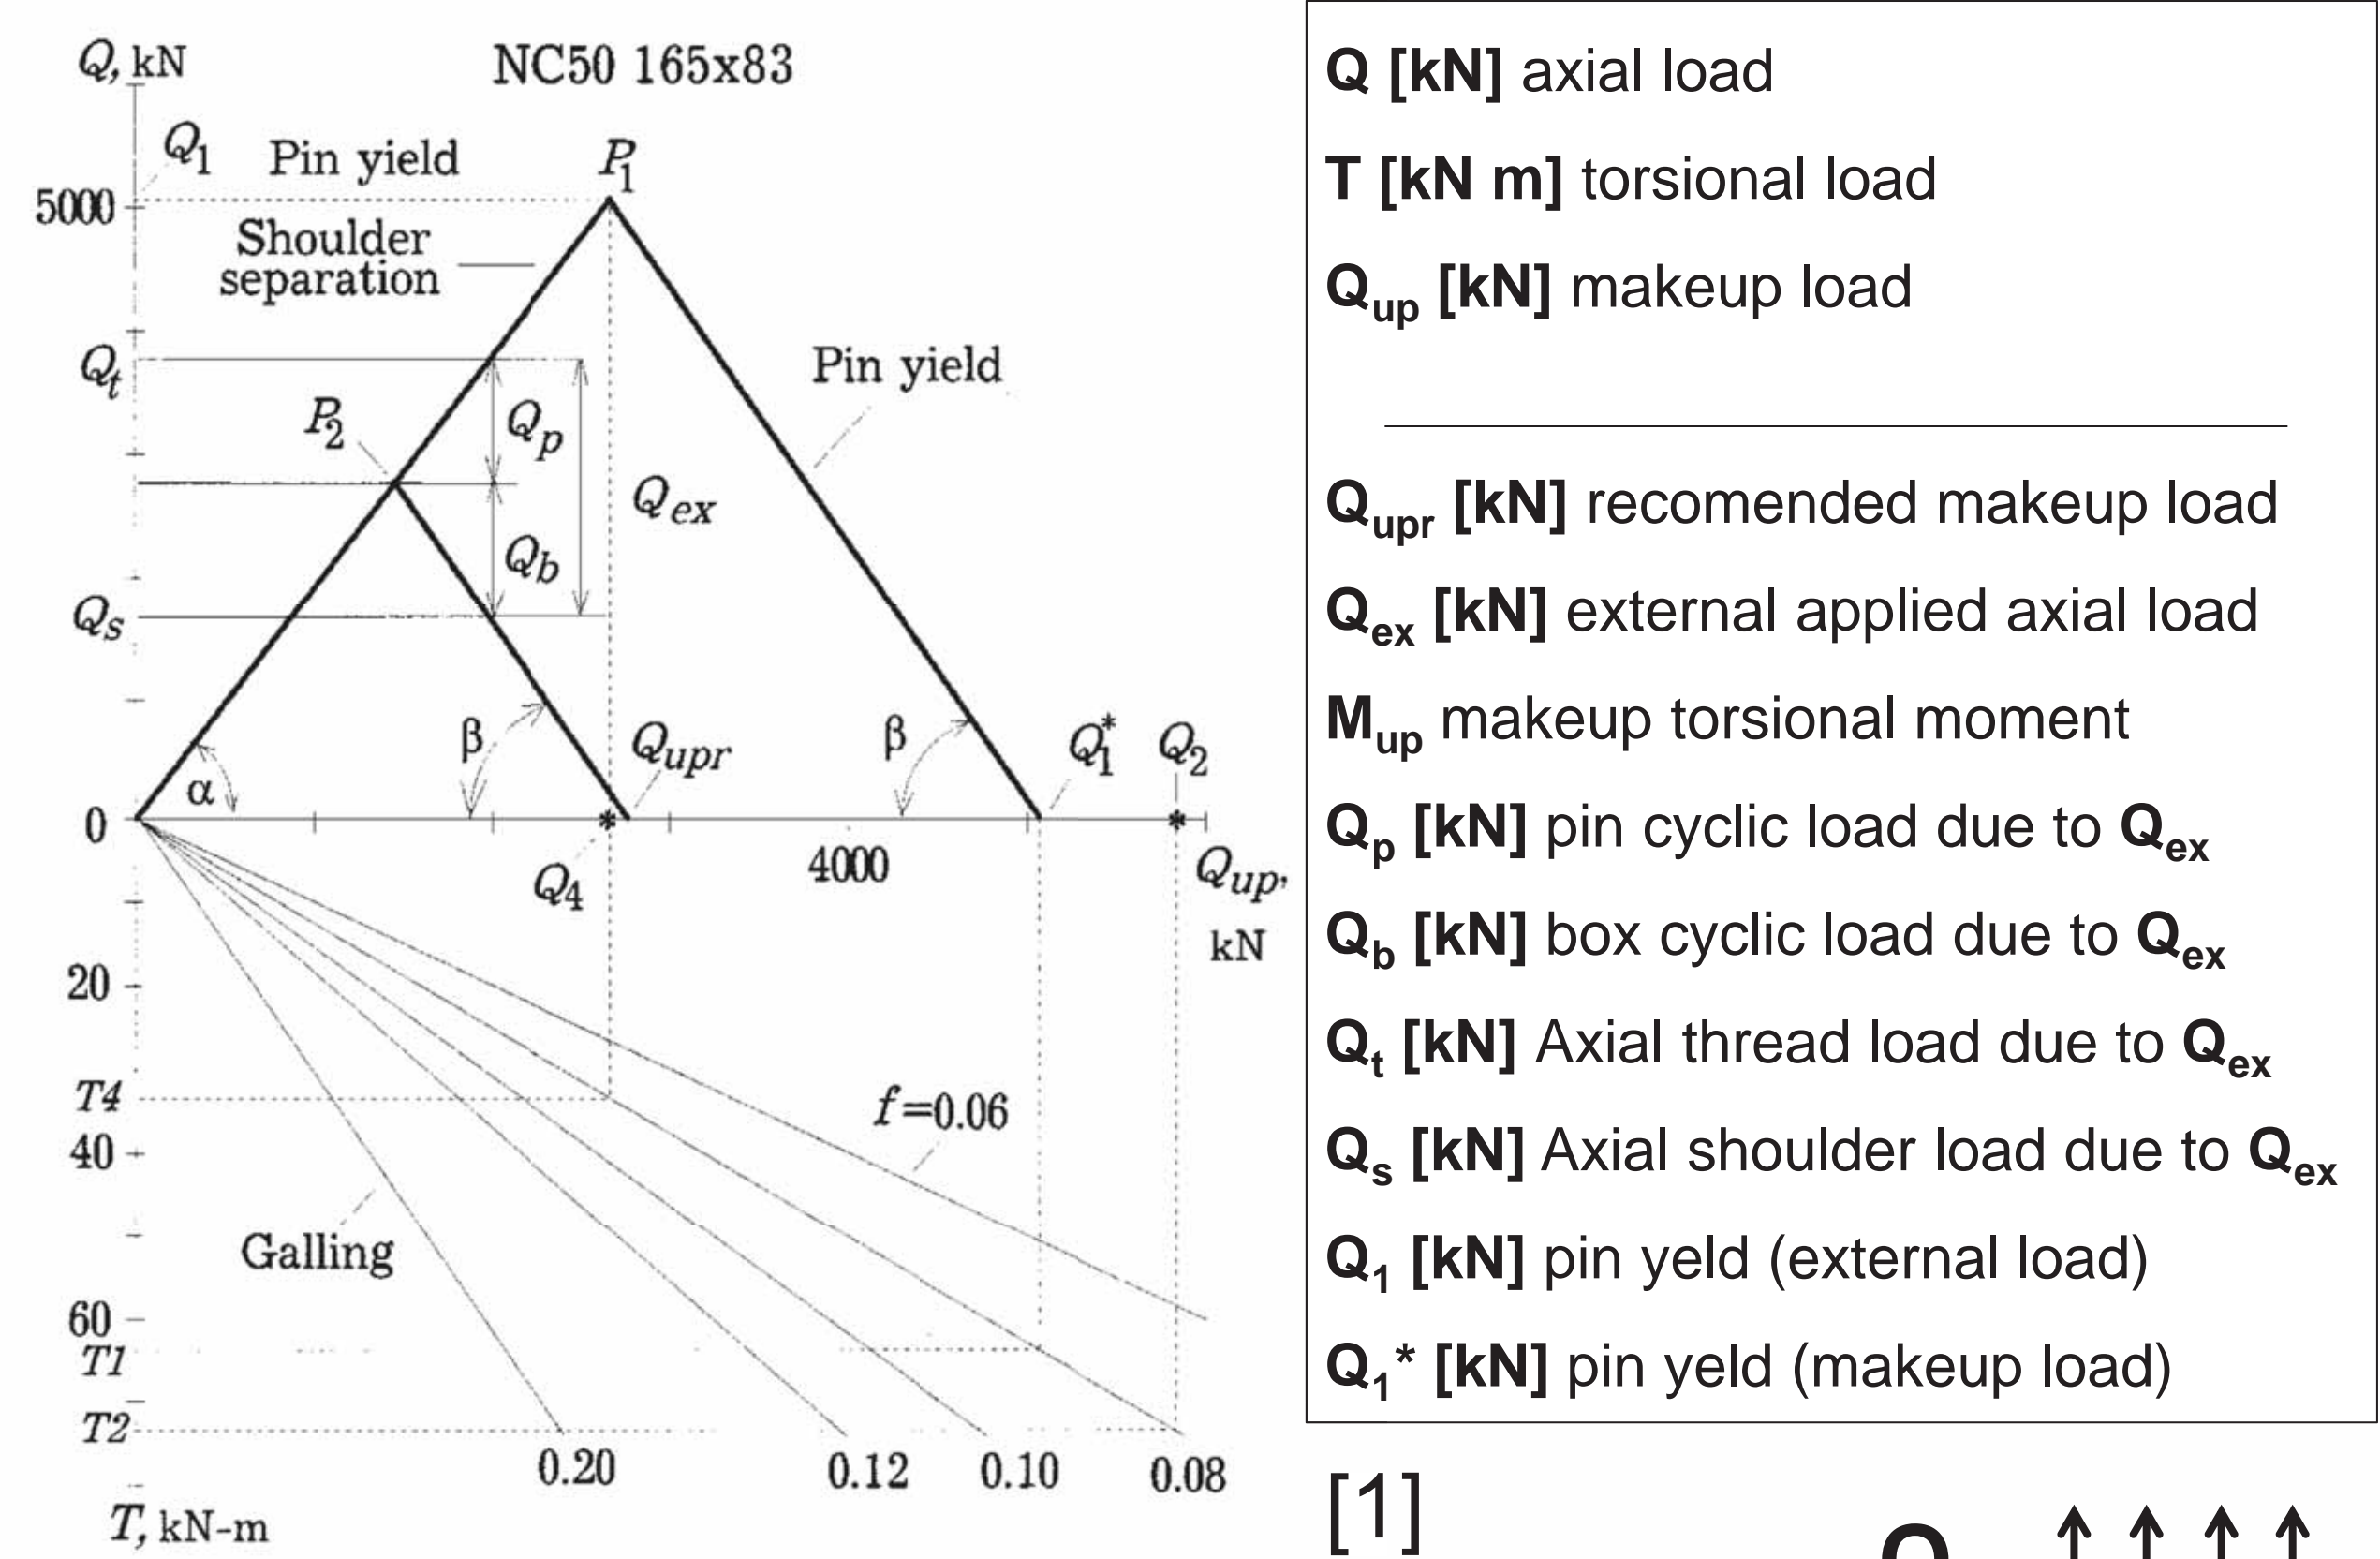 Q, kN
NC50 165x83
Q1
Pin yield
P1
5000
Shoulder
separation
Qt
Pin yield
P2
Qp
Qex
Qb
Qs
β
Qupr
β
Q1*
Q2
α
0
Q4
4000
Qup,
kN
20
T4
f=0.06
40
Galling
60
T1
T2
0.20
0.12
0.10
0.08
T, kN-m
Q [kN] axial load
T [kN m] torsional load
Qup [kN] makeup load
Qupr [kN] recomended makeup load
Qex [kN] external applied axial load
Mup makeup torsional moment
Qp [kN] pin cyclic load due to Qex
Qb [kN] box cyclic load due to Qex
Qt [kN] Axial thread load due to Qex
Qs [kN] Axial shoulder load due to Qex
Q1 [kN] pin yeld (external load)
Q1* [kN] pin yeld (makeup load)
[1]